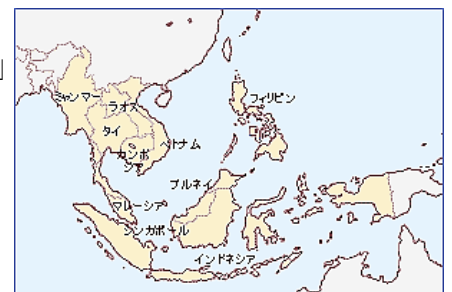 」
ミャンマー
ラオス
フィリピン
タイ
ベトナム
カンボ
ジア
ブルネイ
マレーシア
シンガポール
インドネシア